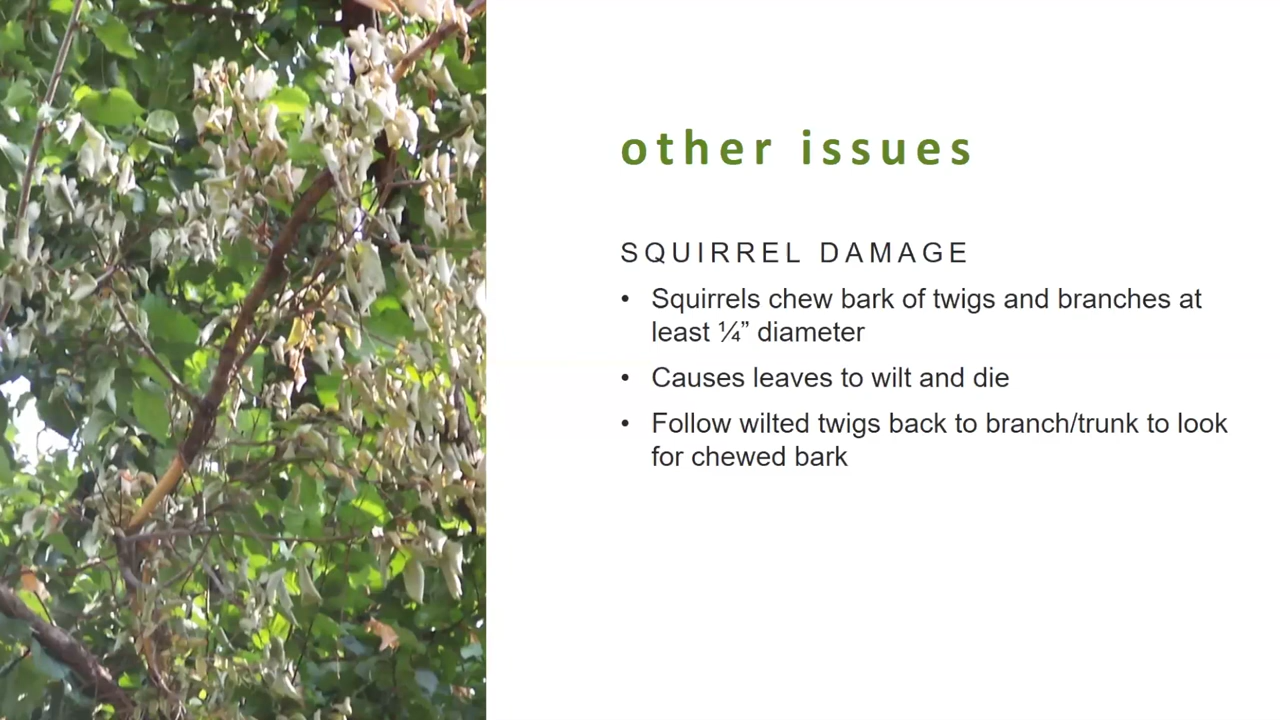 other issues
SQUIRREL DAMAGE
• Squirrels chew bark of twigs and branches at
least ¼” diameter
• Causes leaves to wilt and die
• Follow wilted twigs back to branch/trunk to look
for chewed bark